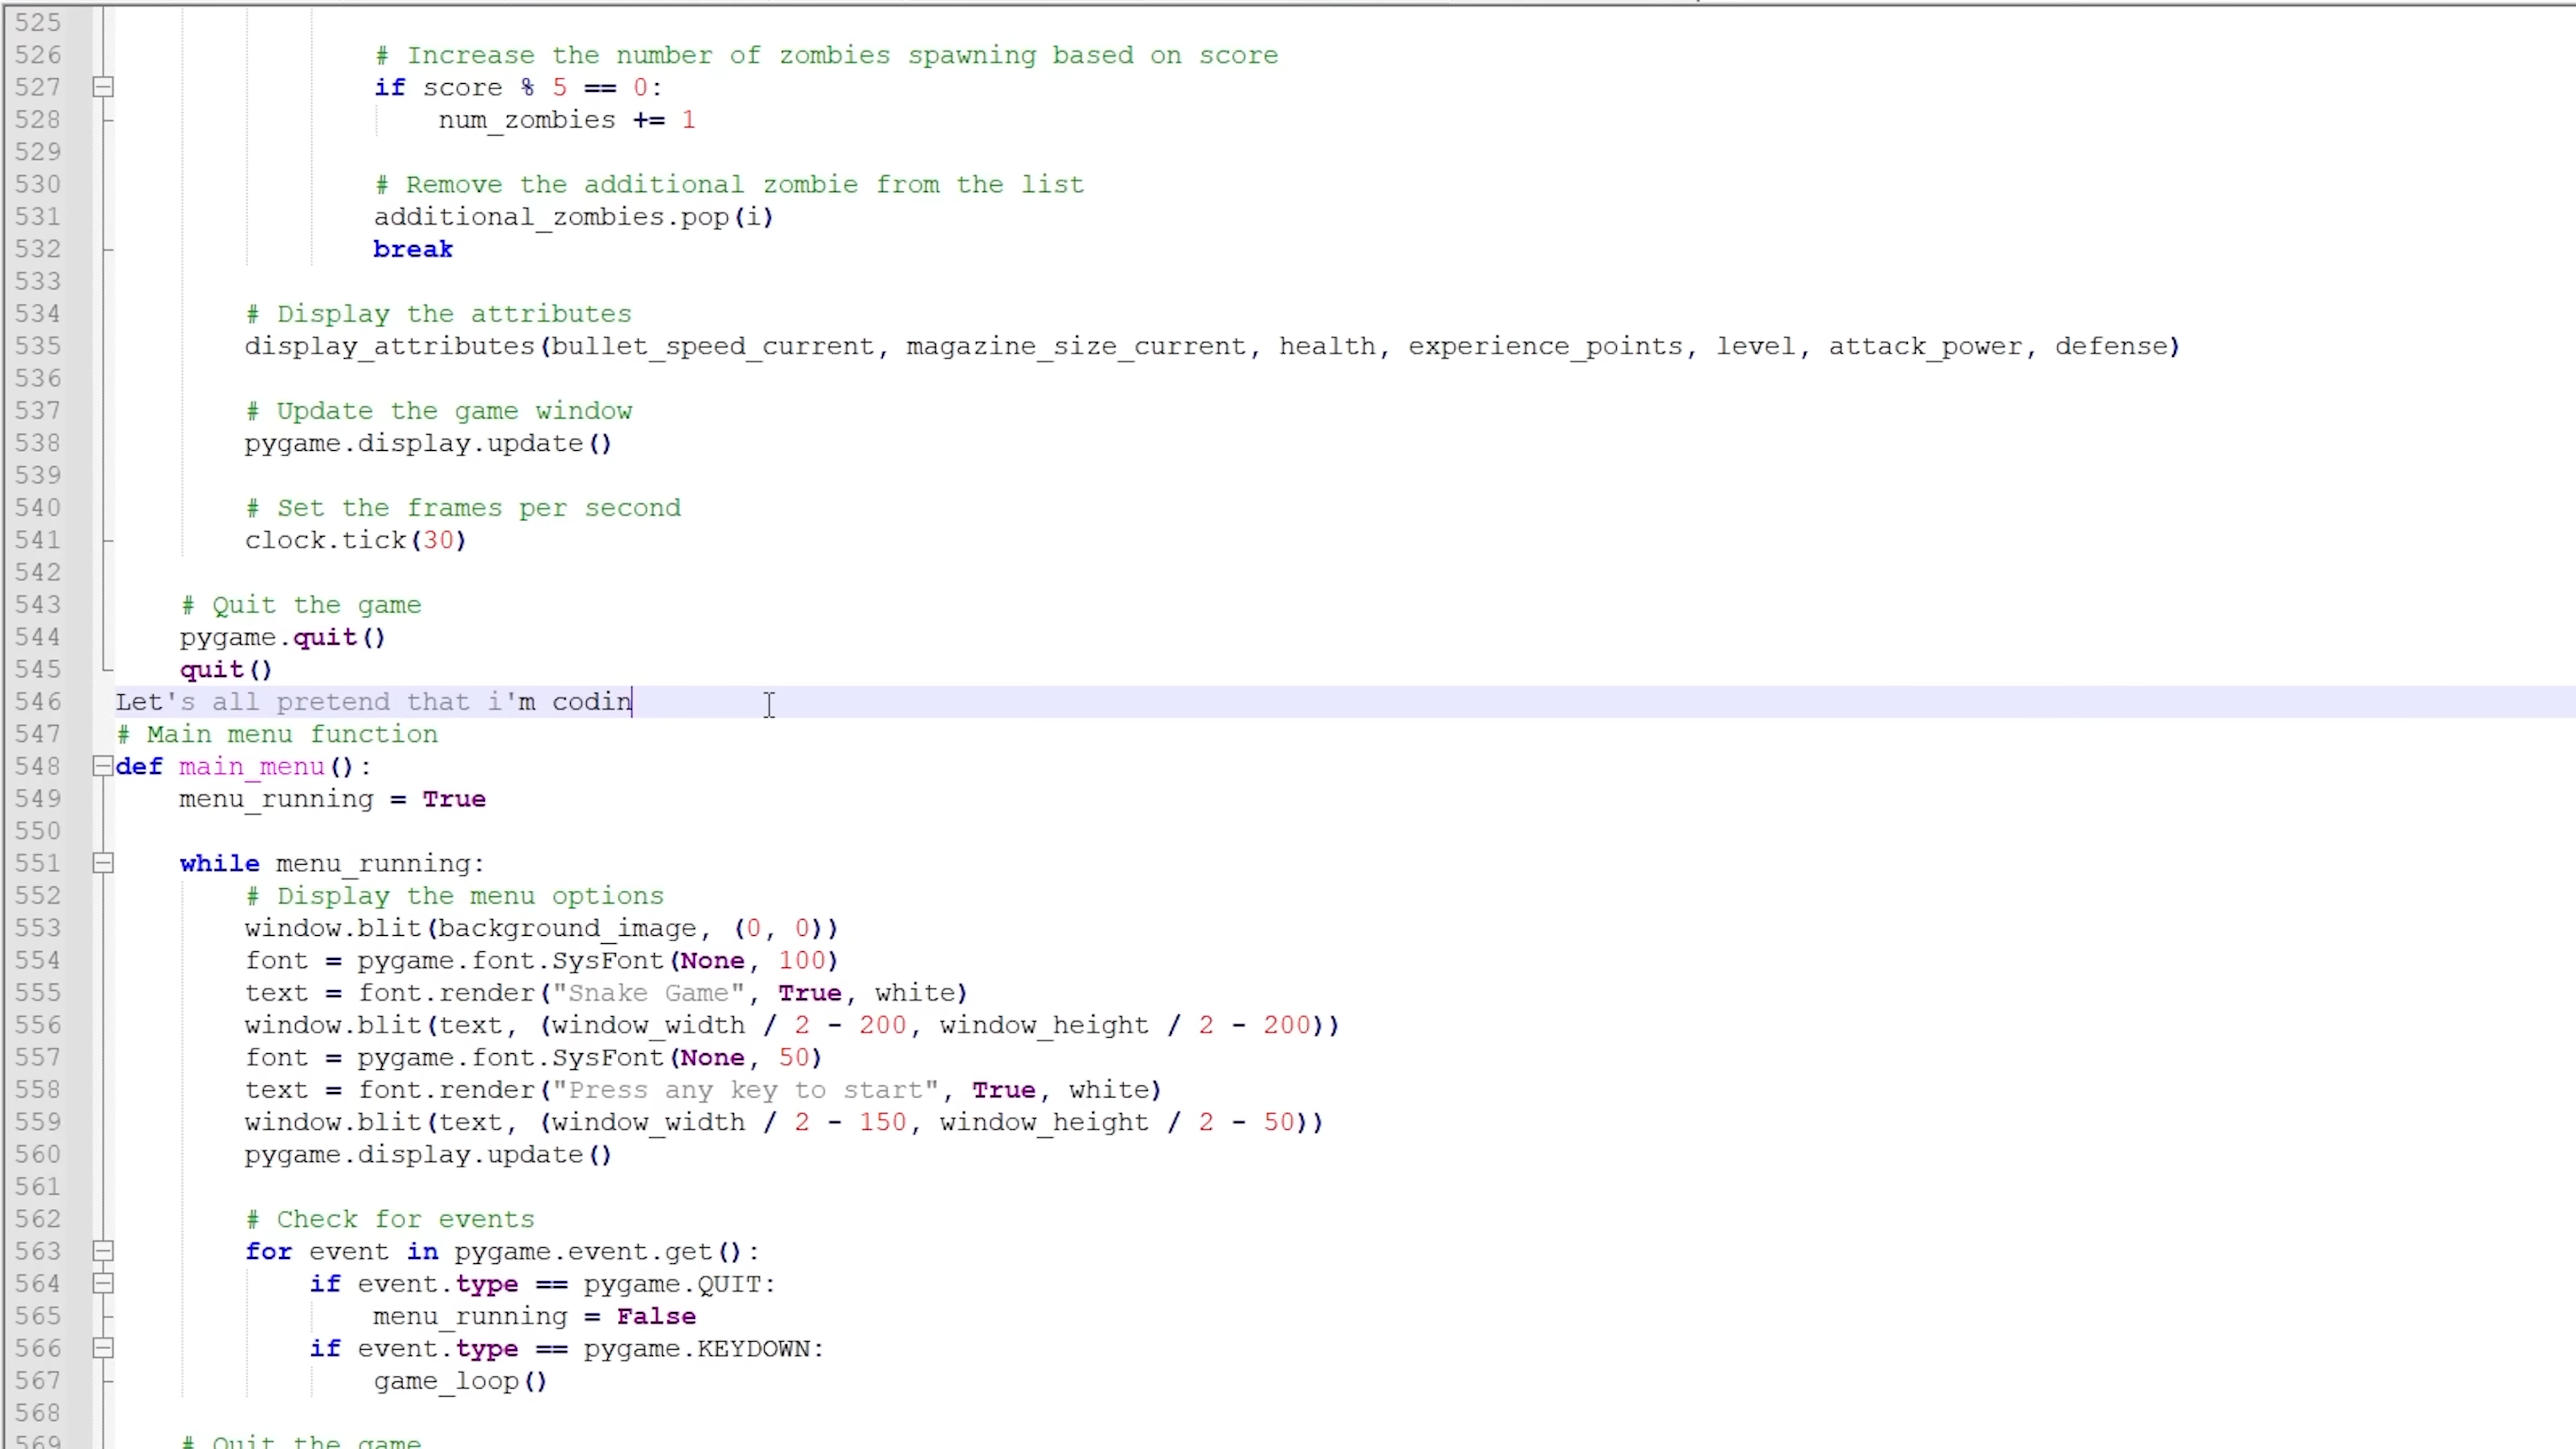 525
526 # Increase the number of zombies spawning based on score
527 if score % 5 == 0:
528 num_zombies += 1
529
530 # Remove the additional zombie from the list
531 additional_zombies.pop(i)
532 break
533
534 # Display the attributes
535 display_attributes(bullet_speed_current, magazine_size_current, health, experience_points, level, attack_power, defense)
536
537 # Update the game window
538 pygame.display.update()
539
540 # Set the frames per second
541 clock.tick(30)
542
543 # Quit the game
544 pygame.quit()
545 quit()
546 Let's all pretend that i'm codin
547 # Main menu function
548 def main_menu():
549 menu_running = True
550
551 while menu_running:
552 # Display the menu options
553 window.blit(background_image, (0, 0))
554 font = pygame.font.SysFont(None, 100)
555 text = font.render("Snake Game", True, white)
556 window.blit(text, (window_width / 2 - 200, window_height / 2 - 200))
557 font = pygame.font.SysFont(None, 50)
558 text = font.render("Press any key to start", True, white)
559 window.blit(text, (window_width / 2 - 150, window_height / 2 - 50))
560 pygame.display.update()
561
562 # Check for events
563 for event in pygame.event.get():
564 if event.type == pygame.QUIT:
565 menu_running = False
566 if event.type == pygame.KEYDOWN:
567 game_loop()
568
569 # Quit the game